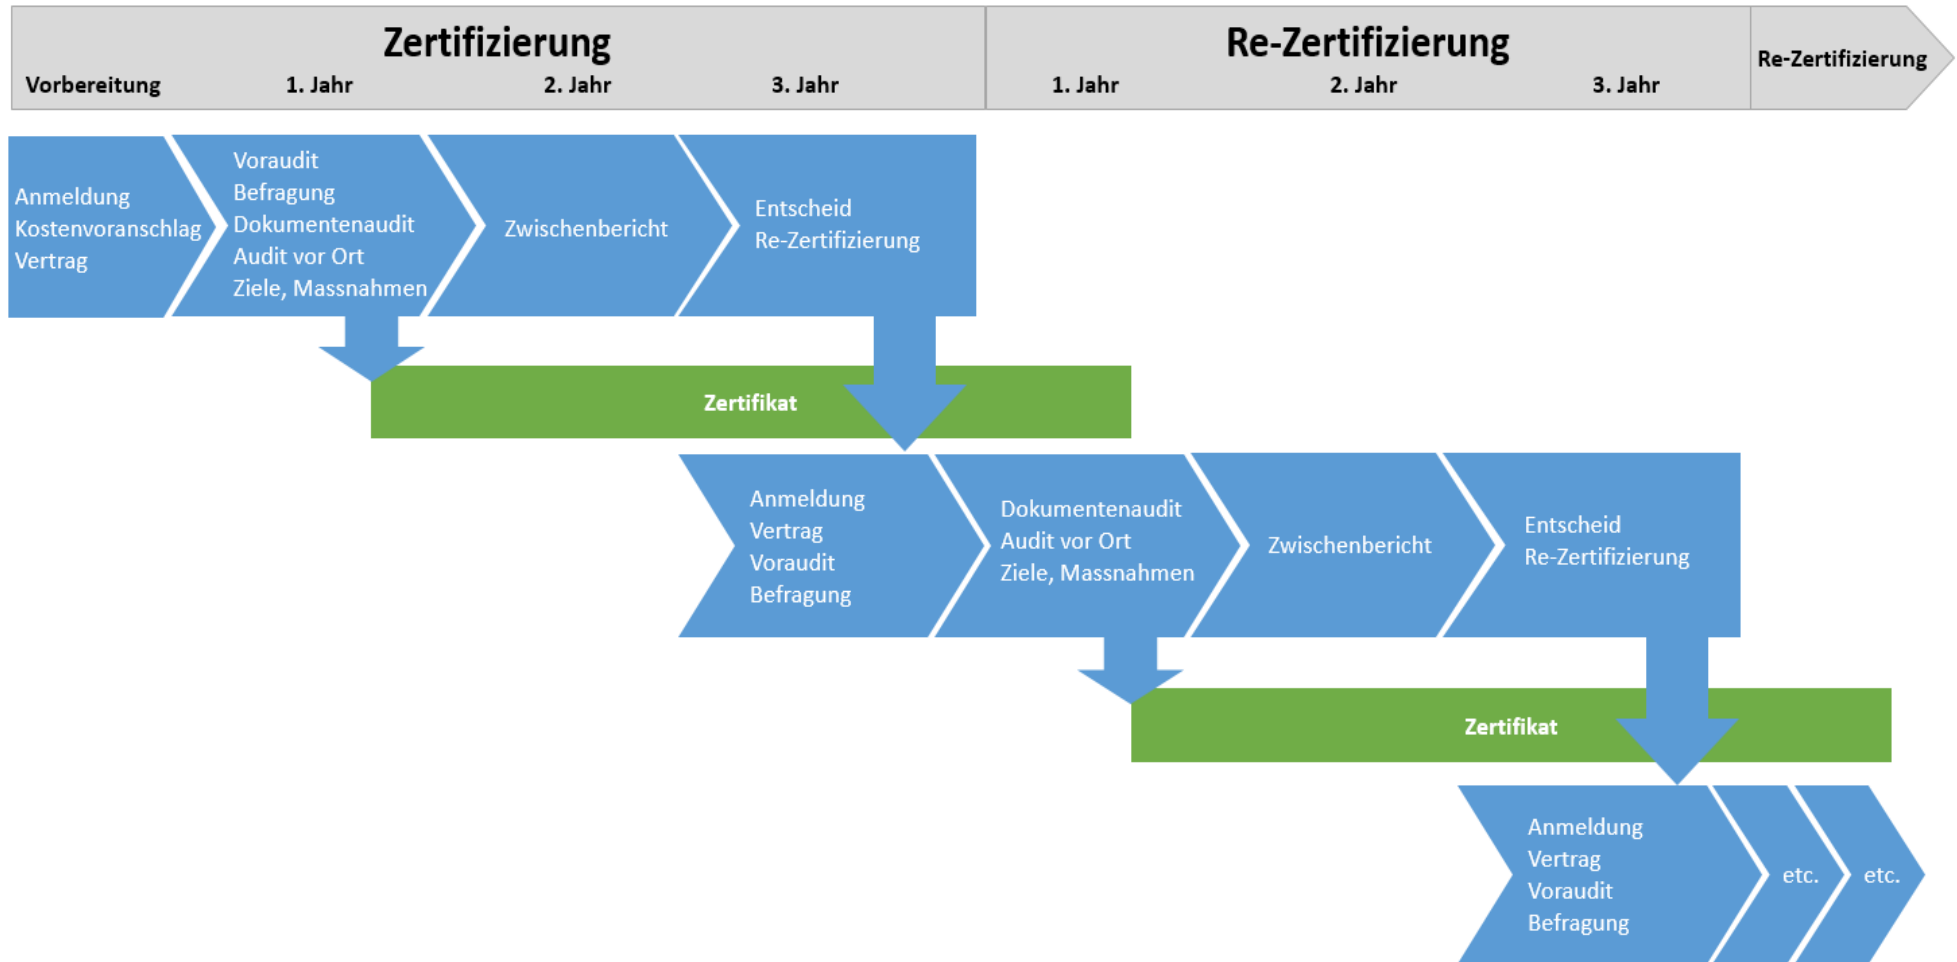 Zertifizierung
Re-Zertifizierung
Re-Zertifizierung
Vorbereitung
1. Jahr
2. Jahr
3. Jahr
1. Jahr
2. Jahr
3. Jahr
Anmeldung
Kostenvoranschlag
Vertrag
Voraudit
Befragung
Dokumentenaudit
Audit vor Ort
Ziele, Massnahmen
Zwischenbericht
Entscheid
Re-Zertifizierung
Zertifikat
Anmeldung
Vertrag
Voraudit
Befragung
Dokumentenaudit
Audit vor Ort
Ziele, Massnahmen
Zwischenbericht
Entscheid
Re-Zertifizierung
Zertifikat
Anmeldung
Vertrag
Voraudit
Befragung
etc.
etc.